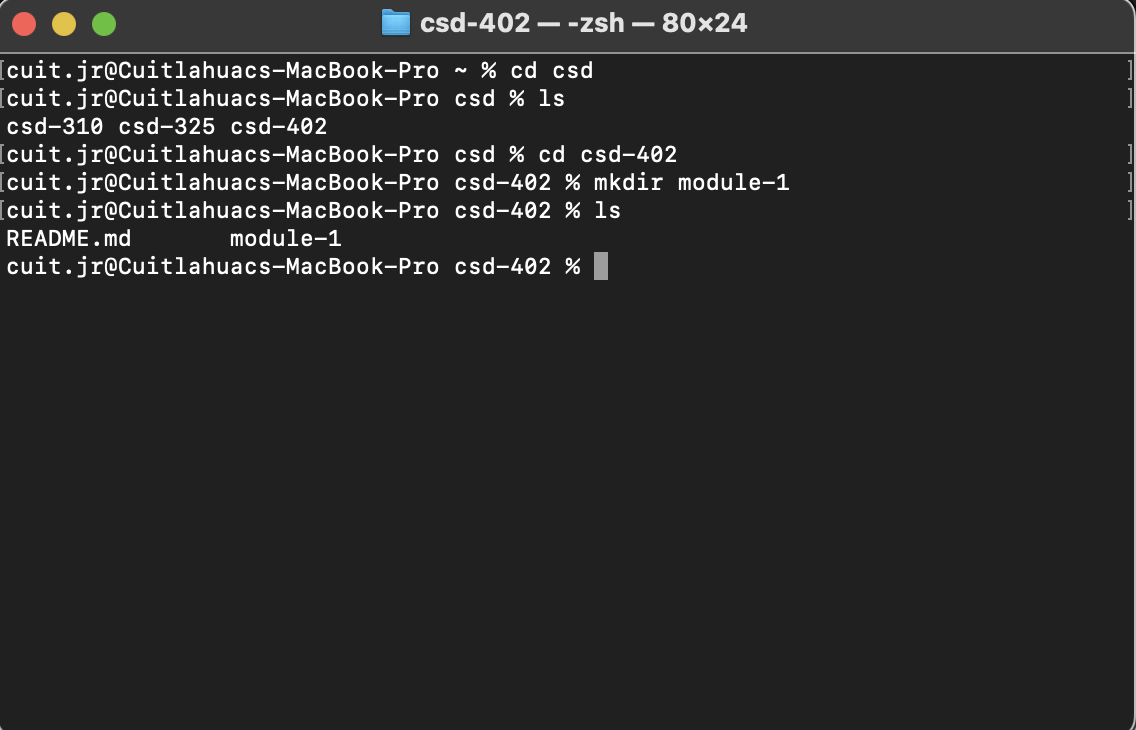 csd-402 — -zsh — 80×24
[cuit.jr@Cuitlahuacs-MacBook-Pro ~ % cd csd ]
[cuit.jr@Cuitlahuacs-MacBook-Pro csd % ls ]
csd-310 csd-325 csd-402
[cuit.jr@Cuitlahuacs-MacBook-Pro csd % cd csd-402 ]
[cuit.jr@Cuitlahuacs-MacBook-Pro csd-402 % mkdir module-1 ]
[cuit.jr@Cuitlahuacs-MacBook-Pro csd-402 % ls ]
README.md       module-1
cuit.jr@Cuitlahuacs-MacBook-Pro csd-402 %